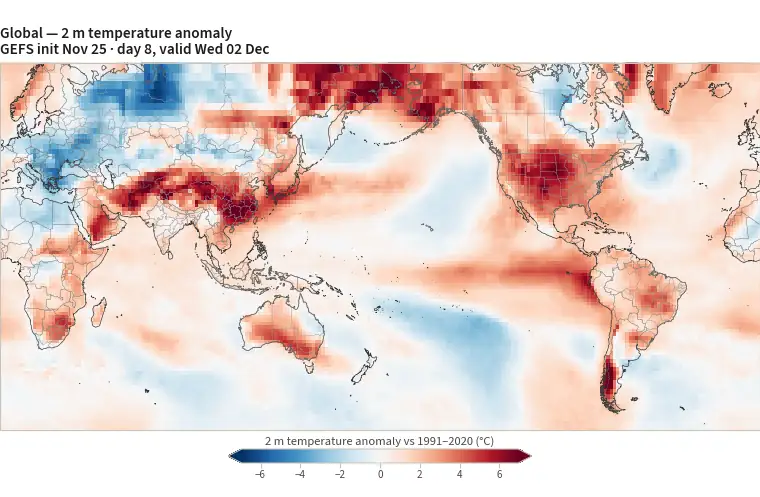 Global — 2 m temperature anomaly
GEFS init Nov 25 · day 8, valid Wed 02 Dec
2 m temperature anomaly vs 1991–2020 (°C)
−6 −4 −2 0 2 4 6